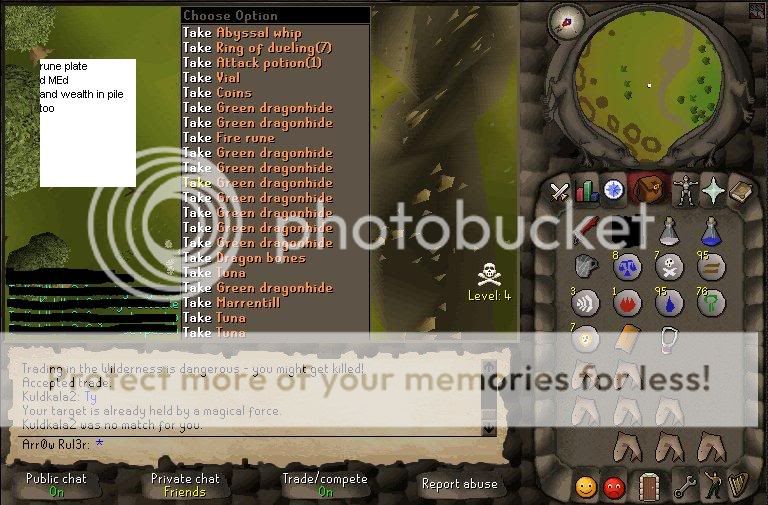 Choose Option
Take Abyssal whip
Take Ring of dueling(7)
Take Attack potion(1)
Take Vial
Take Coins
Take Green dragonhide
Take Green dragonhide
Take Fire rune
Take Green dragonhide
Take Green dragonhide
Take Green dragonhide
Take Green dragonhide
Take Green dragonhide
Take Green dragonhide
Take Green dragonhide
Take Dragon bones
Take Tuna
Take Green dragonhide
Take Marrentill
Take Tuna
Take Tuna
rune plate
d MEd
and wealth in pile
too
photobucket
Protect more of your memories for less!
Level: 4
8
7
95
3
1
95
76
7
Trading in the Wilderness is dangerous - you might get killed!
Accepted trade.
Kuldkala2: Ty
Your target is already held by a magical force.
Kuldkala2 was no match for you.
Arr0w Rul3r: *
Public chat
On
Private chat
Friends
Trade/compete
On
Report abuse